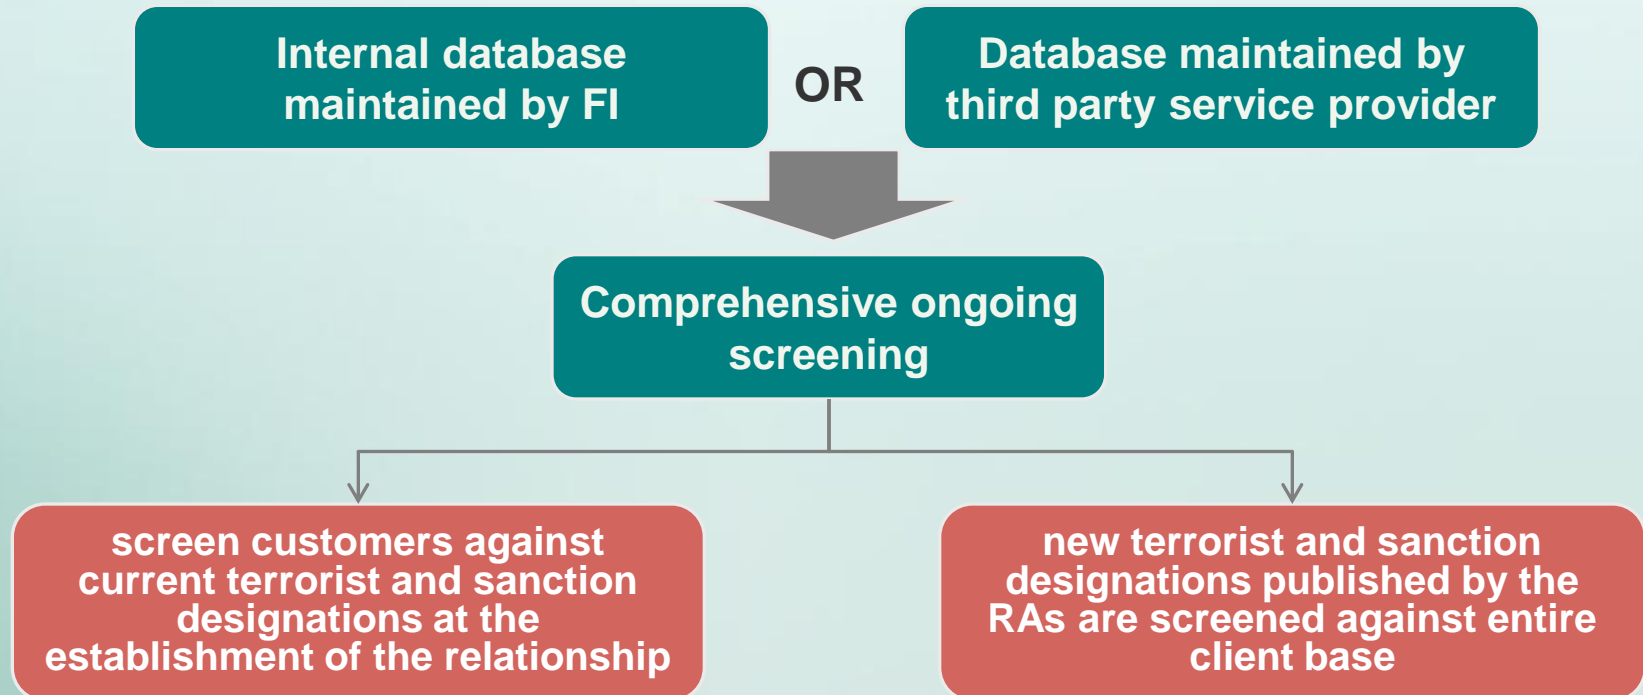 Internal database
maintained by FI
OR
Database maintained by
third party service provider
Comprehensive ongoing
screening
screen customers against
current terrorist and sanction
designations at the
establishment of the relationship
new terrorist and sanction
designations published by the
RAs are screened against entire
client base